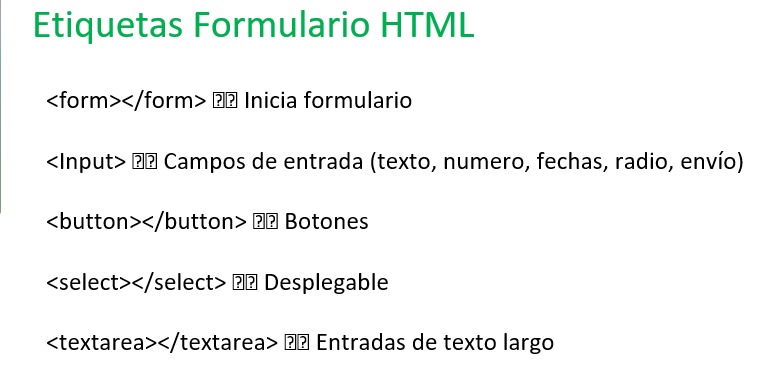 Etiquetas Formulario HTML
<form></form> ⍰⍰ Inicia formulario
<Input> ⍰⍰ Campos de entrada (texto, numero, fechas, radio, envío)
<button></button> ⍰⍰ Botones
<select></select> ⍰⍰ Desplegable
<textarea></textarea> ⍰⍰ Entradas de texto largo